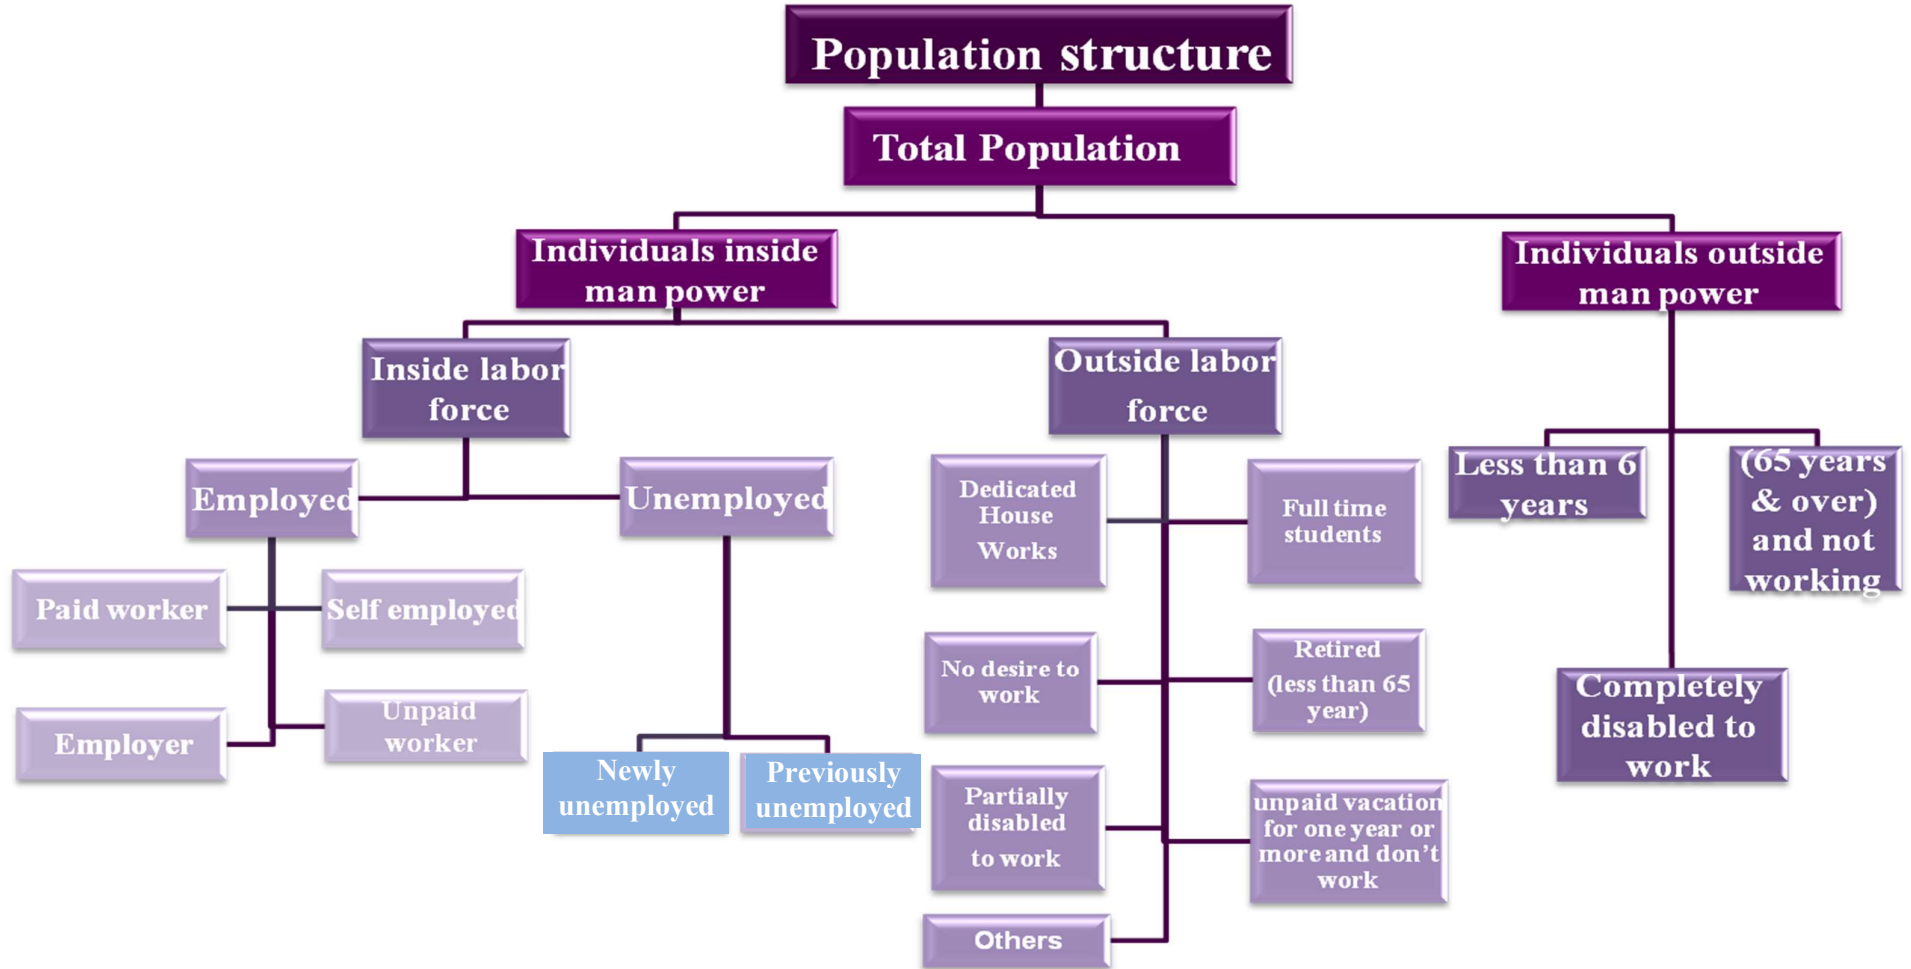 Population structure
Total Population
Individuals inside
man power
Individuals outside
man power
Inside labor
force
Outside labor
force
Employed
Unemployed
Dedicated
House
Works
Full time
students
Less than 6
years
(65 years
& over)
and not
working
Paid worker
Self employed
No desire to
work
Retired
(less than 65
year)
Completely
disabled to
work
Employer
Unpaid
worker
Newly
unemployed
Previously
unemployed
Partially
disabled
to work
unpaid vacation
for one year or
more and don’t
work
Others